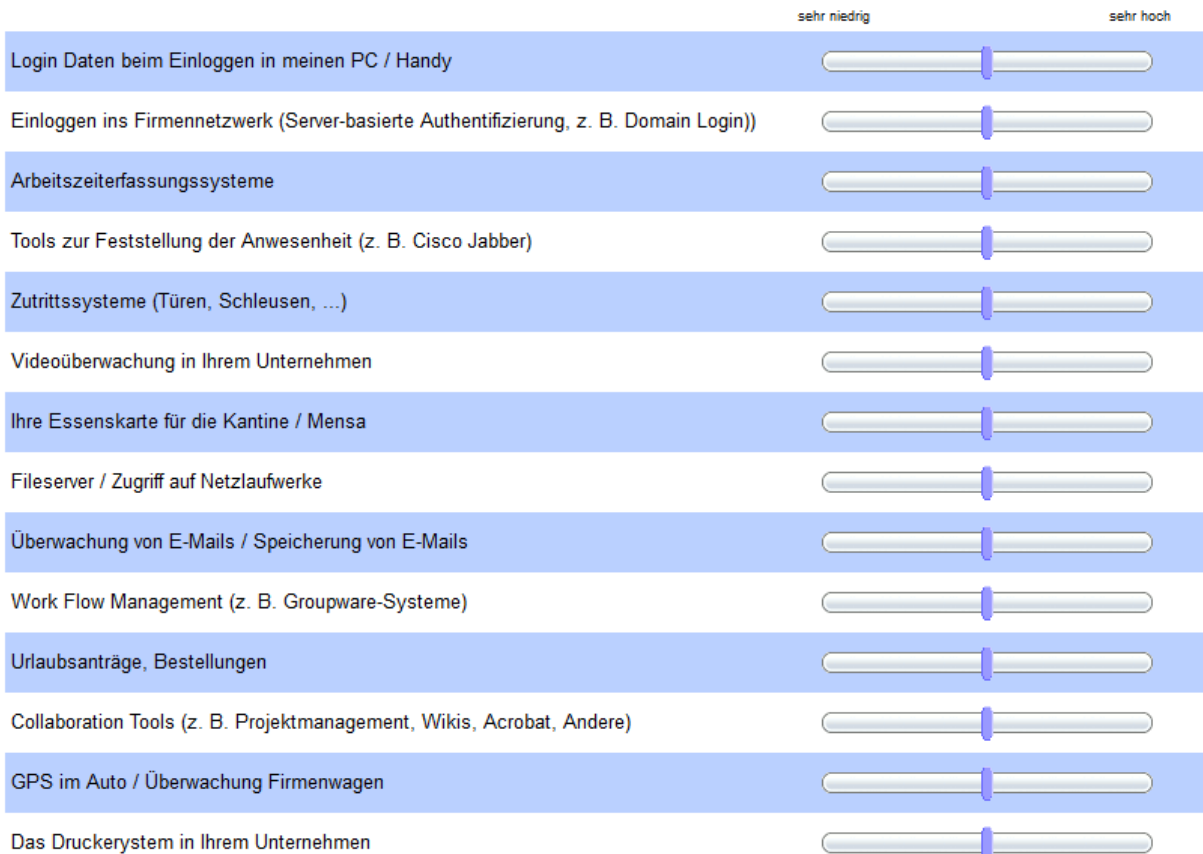 sehr niedrig sehr hoch
Login Daten beim Einloggen in meinen PC / Handy
Einloggen ins Firmennetzwerk (Server-basierte Authentifizierung, z. B. Domain Login))
Arbeitszeiterfassungssysteme
Tools zur Feststellung der Anwesenheit (z. B. Cisco Jabber)
Zutrittssysteme (Türen, Schleusen, ...)
Videoüberwachung in Ihrem Unternehmen
Ihre Essenskarte für die Kantine / Mensa
Fileserver / Zugriff auf Netzlaufwerke
Überwachung von E-Mails / Speicherung von E-Mails
Work Flow Management (z. B. Groupware-Systeme)
Urlaubsanträge, Bestellungen
Collaboration Tools (z. B. Projektmanagement, Wikis, Acrobat, Andere)
GPS im Auto / Überwachung Firmenwagen
Das Druckerystem in Ihrem Unternehmen